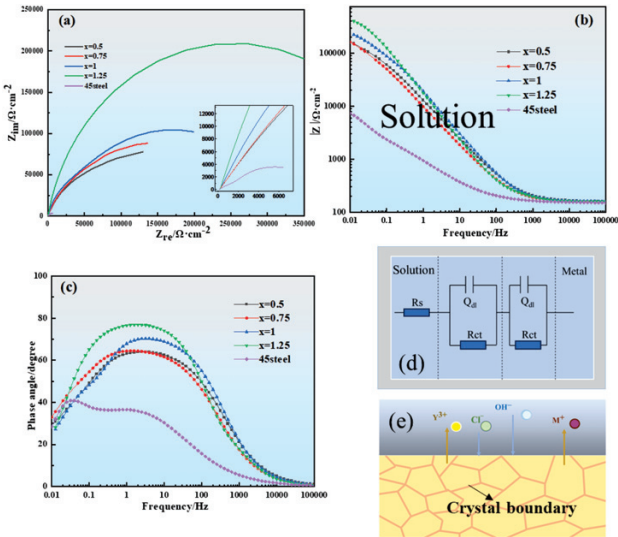 (a)
x=0.5
x=0.75
x=1
x=1.25
45steel
Z_im/Ω·cm⁻²
250000
200000
150000
100000
50000
0
12000
10000
8000
6000
4000
2000
0
0 2000 4000 6000
0 50000 100000 150000 200000 250000 300000 350000
Z_re/Ω·cm⁻²
(b)
x=0.5
x=0.75
x=1
x=1.25
45steel
Solution
|Z|/Ω·cm⁻²
100000
10000
1000
100
0.01 0.1 1 10 100 1000 10000 100000
Frequency/Hz
(c)
x=0.5
x=0.75
x=1
x=1.25
45steel
Phase angle/degree
100
80
60
40
20
0
0.01 0.1 1 10 100 1000 10000 100000
Frequency/Hz
Solution Metal
Rs Q_dl Q_dl
Rct Rct
(d)
(e)
Y³⁺ Cl⁻ OH⁻ M⁺
Crystal boundary